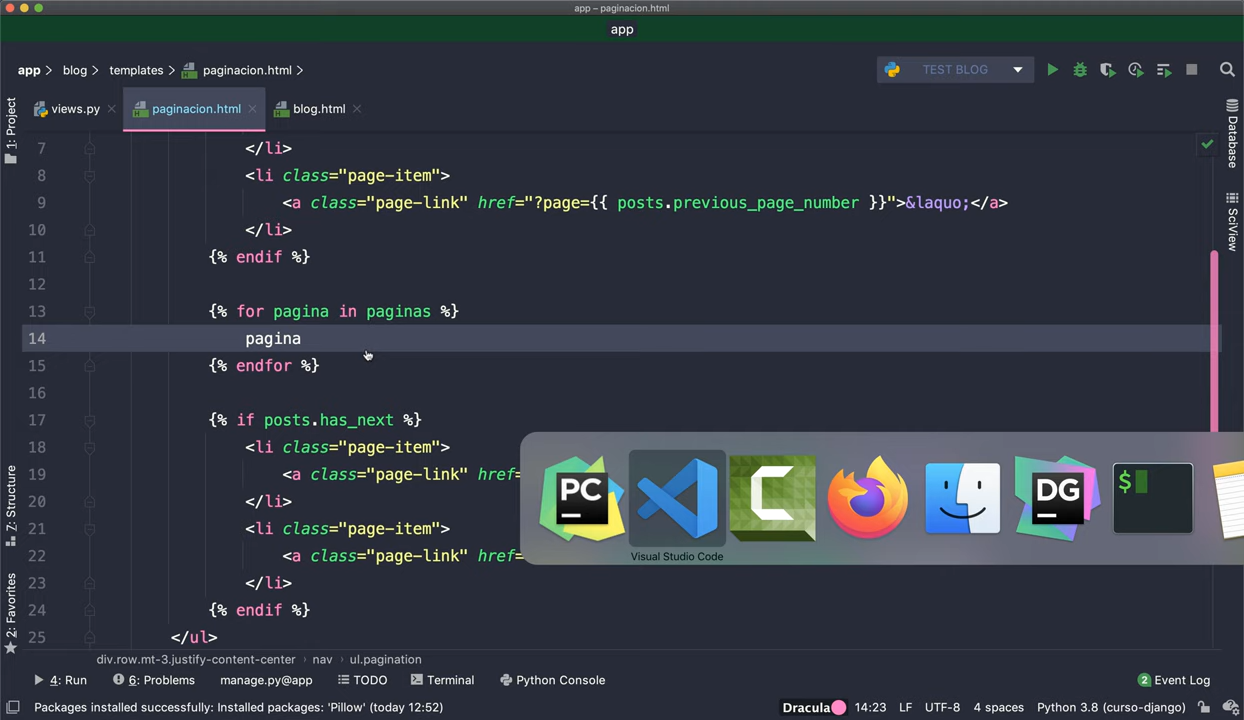 app – paginacion.html
app
app > blog > templates > paginacion.html >
TEST BLOG
views.py
paginacion.html
blog.html
1: Project
Z: Structure
2: Favorites
Database
SciView
7 </li>
8 <li class="page-item">
9 <a class="page-link" href="?page={{ posts.previous_page_number }}">&laquo;</a>
10 </li>
11 {% endif %}
12
13 {% for pagina in paginas %}
14 pagina
15 {% endfor %}
16
17 {% if posts.has_next %}
18 <li class="page-item">
19 <a class="page-link" href=
20 </li>
21 <li class="page-item">
22 <a class="page-link" href=
23 </li>
24 {% endif %}
25 </ul>
PC
C
DG
$
Visual Studio Code
div.row.mt-3.justify-content-center > nav > ul.pagination
4: Run
6: Problems
manage.py@app
TODO
Terminal
Python Console
2 Event Log
Packages installed successfully: Installed packages: 'Pillow' (today 12:52)
Dracula
14:23
LF
UTF-8
4 spaces
Python 3.8 (curso-django)